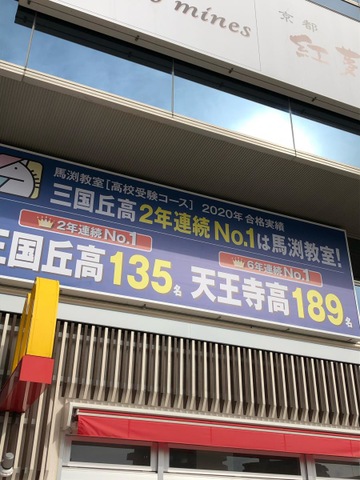 mines
京都
馬渕教室［高校受験コース］ 2020年合格実績
三国丘高2年連続No.1は馬渕教室！
2年連続No.1
6年連続No.1
三国丘高135名
天王寺高189名